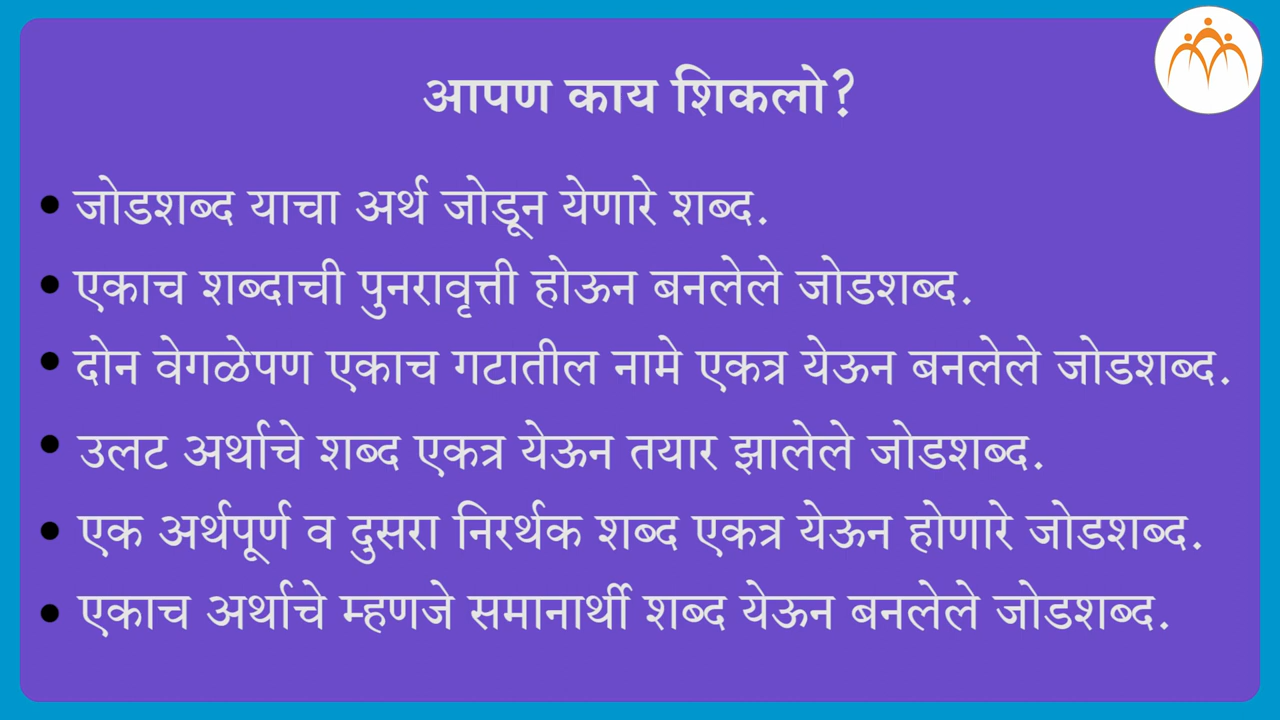 आपण काय शिकलो?
• जोडशब्द याचा अर्थ जोडून येणारे शब्द.
• एकाच शब्दाची पुनरावृत्ती होऊन बनलेले जोडशब्द.
• दोन वेगळेपण एकाच गटातील नामे एकत्र येऊन बनलेले जोडशब्द.
• उलट अर्थाचे शब्द एकत्र येऊन तयार झालेले जोडशब्द.
• एक अर्थपूर्ण व दुसरा निरर्थक शब्द एकत्र येऊन होणारे जोडशब्द.
• एकाच अर्थाचे म्हणजे समानार्थी शब्द येऊन बनलेले जोडशब्द.